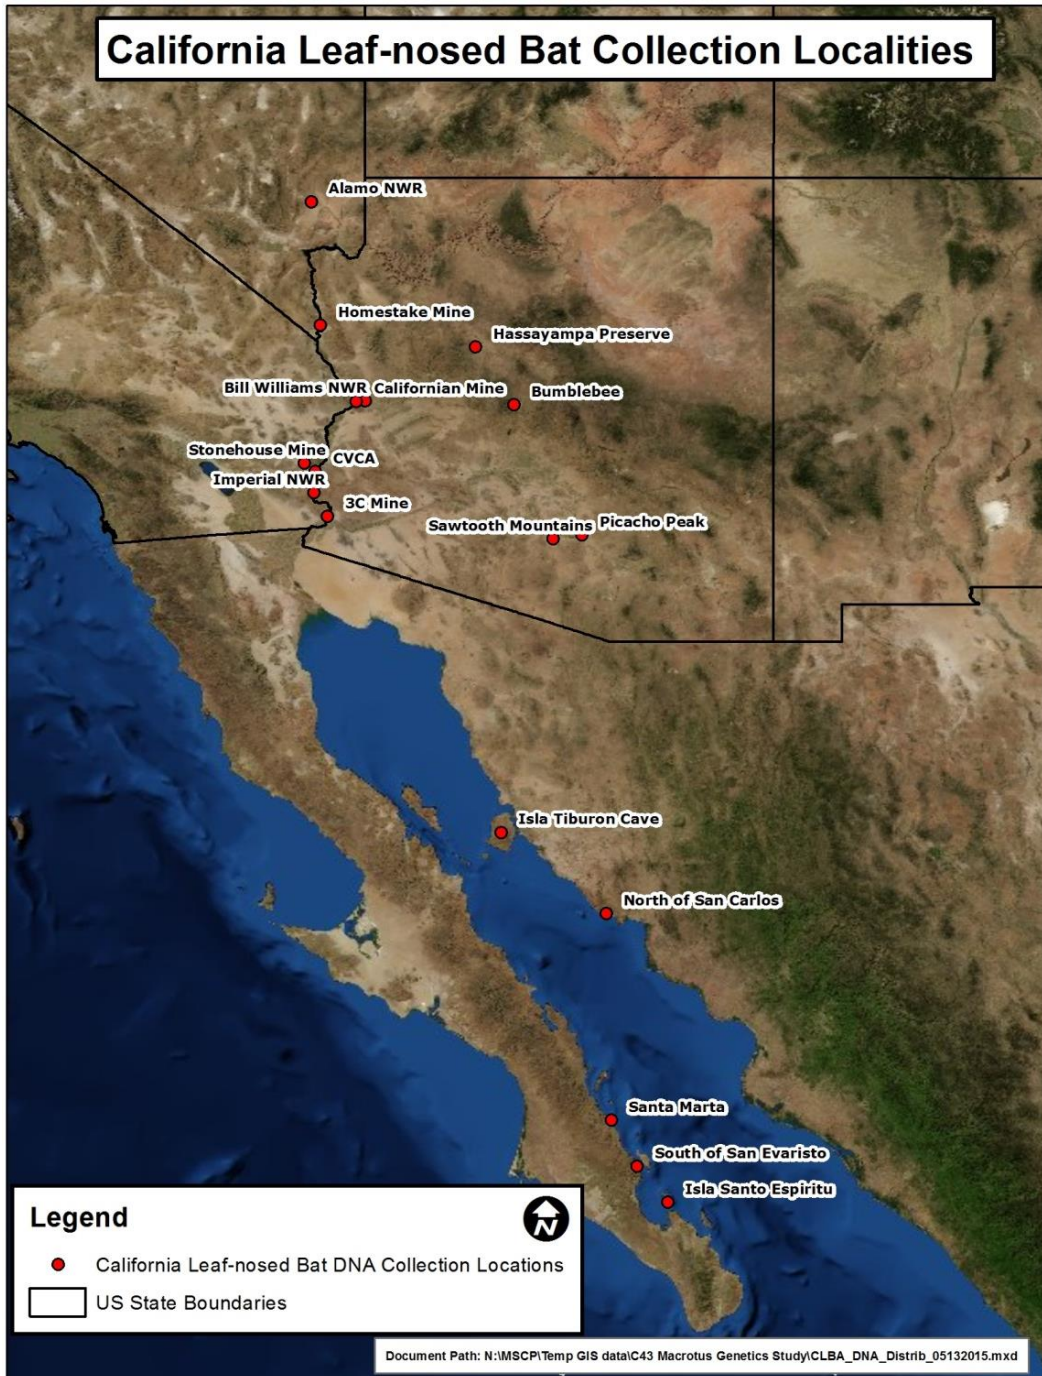 California Leaf-nosed Bat Collection Localities
Alamo NWR
Homestake Mine
Hassayampa Preserve
Bill Williams NWR
Californian Mine
Bumblebee
Stonehouse Mine
CVCA
Imperial NWR
3C Mine
Sawtooth Mountains
Picacho Peak
Isla Tiburon Cave
North of San Carlos
Santa Marta
South of San Evaristo
Isla Santo Espiritu
Legend
N
California Leaf-nosed Bat DNA Collection Locations
US State Boundaries
Document Path: N:\MSCP\Temp GIS data\C43 Macrotus Genetics Study\CLBA_DNA_Distrib_05132015.mxd